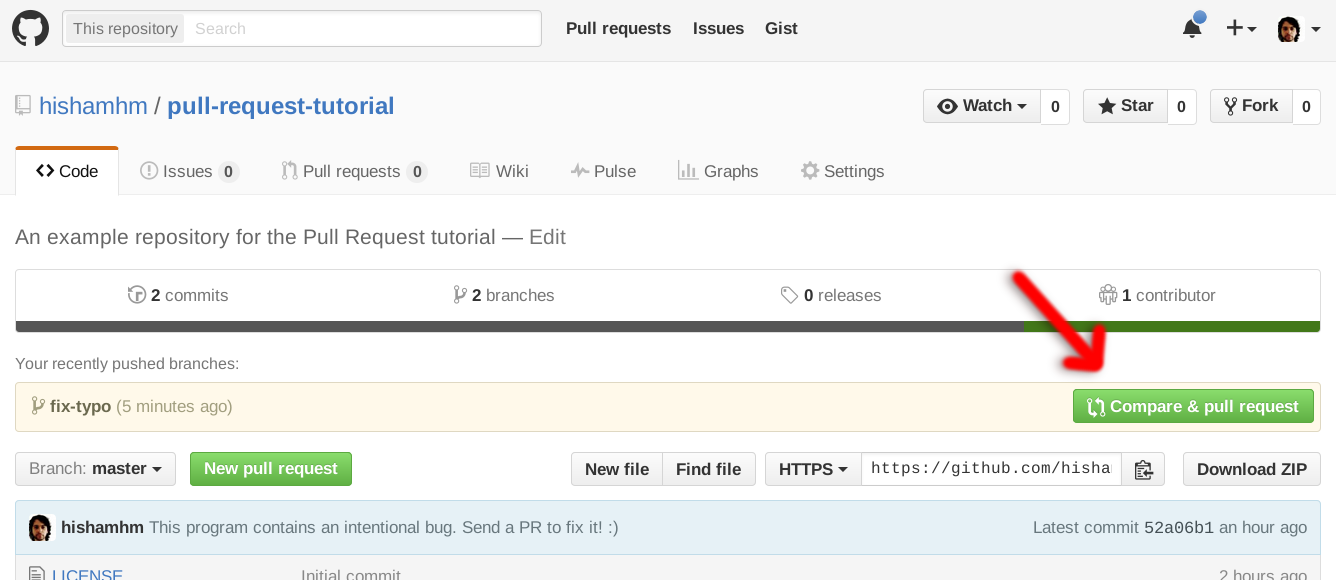 This repository Search Pull requests Issues Gist
hishamhm / pull-request-tutorial Watch 0 Star 0 Fork 0
Code Issues 0 Pull requests 0 Wiki Pulse Graphs Settings
An example repository for the Pull Request tutorial — Edit
2 commits 2 branches 0 releases 1 contributor
Your recently pushed branches:
fix-typo (5 minutes ago) Compare & pull request
Branch: master New pull request New file Find file HTTPS https://github.com/hisha Download ZIP
hishamhm This program contains an intentional bug. Send a PR to fix it! :) Latest commit 52a06b1 an hour ago
LICENSE Initial commit 2 hours ago